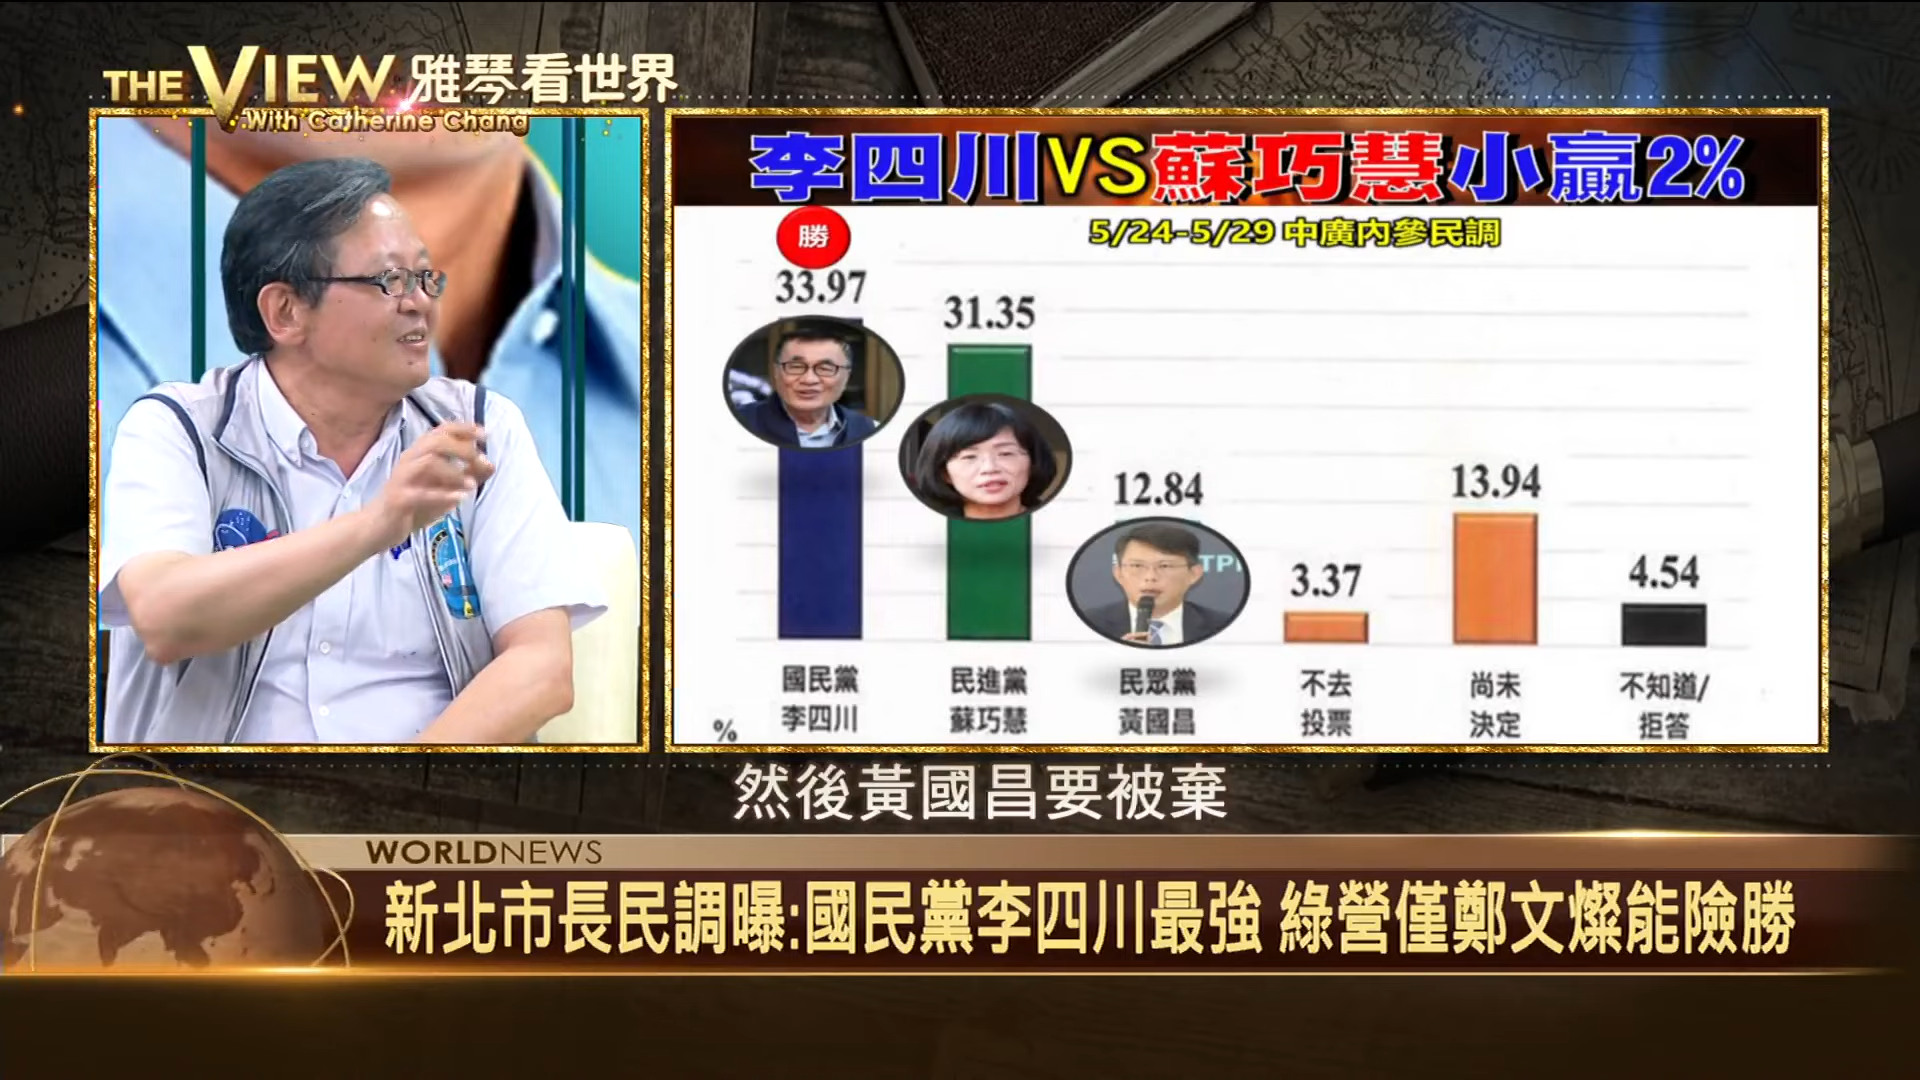 THE VIEW 雅琴看世界
With Catherine Chang
李四川VS蘇巧慧小贏2%
5/24-5/29 中廣內參民調
勝
33.97
31.35
12.84
3.37
13.94
4.54
國民黨
李四川
民進黨
蘇巧慧
民眾黨
黃國昌
不去
投票
尚未
決定
不知道/
拒答
%
然後黃國昌要被棄
WORLDNEWS
新北市長民調曝:國民黨李四川最強 綠營僅鄭文燦能險勝